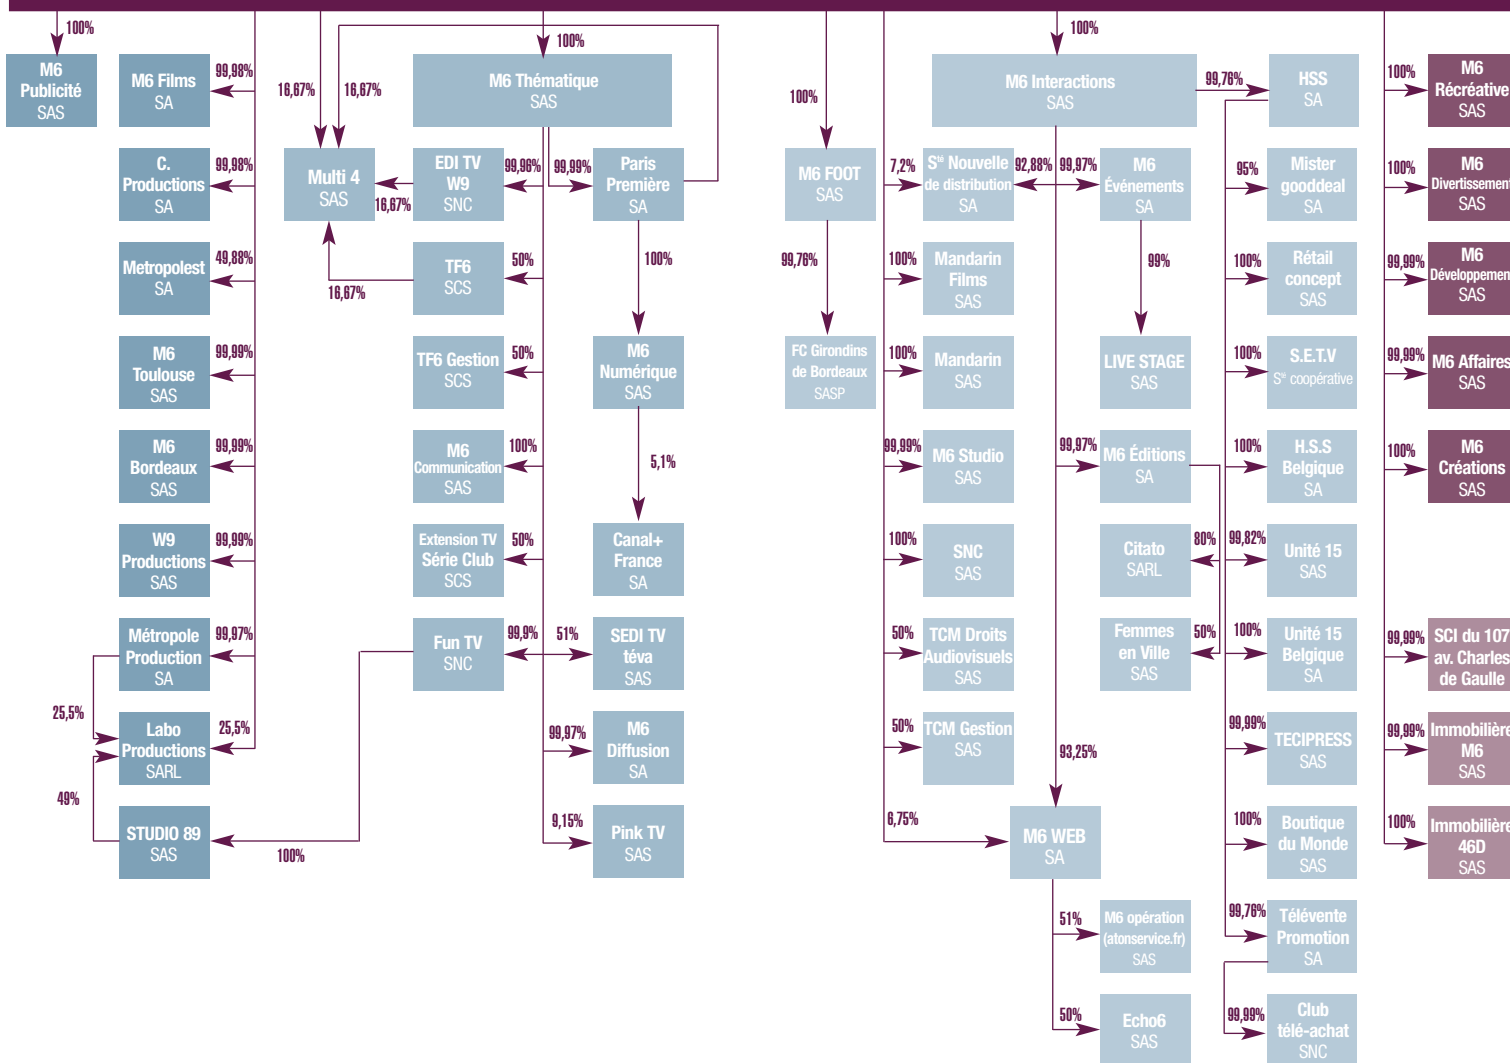 100%
M6
Publicité
SAS
99,98%
M6 Films
SA
99,98%
C.
Productions
SA
49,88%
Metropolest
SA
99,99%
M6
Toulouse
SAS
99,99%
M6
Bordeaux
SAS
99,99%
W9
Productions
SAS
99,97%
Métropole
Production
SA
25,5%
25,5%
Labo
Productions
SARL
49%
STUDIO 89
SAS
100%
16,67%
16,67%
100%
M6 Thématique
SAS
Multi 4
SAS
16,67%
16,67%
99,96%
EDI TV
W9
SNC
99,99%
Paris
Première
SA
50%
TF6
SCS
100%
50%
TF6 Gestion
SCS
M6
Numérique
SAS
100%
M6
Communication
SAS
5,1%
50%
Extension TV
Série Club
SCS
Canal+
France
SA
99,9%
Fun TV
SNC
51%
SEDI TV
téva
SAS
99,97%
M6
Diffusion
SA
9,15%
Pink TV
SAS
100%
M6 FOOT
SAS
99,76%
FC Girondins
de Bordeaux
SASP
7,2%
Sté Nouvelle
de distribution
SA
92,88%
100%
Mandarin
Films
SAS
100%
Mandarin
SAS
99,99%
M6 Studio
SAS
100%
SNC
SAS
50%
TCM Droits
Audiovisuels
SAS
50%
TCM Gestion
SAS
6,75%
100%
M6 Interactions
SAS
99,97%
M6
Événements
SA
99%
LIVE STAGE
SAS
99,97%
M6 Éditions
SA
80%
Citato
SARL
50%
Femmes
en Ville
SAS
93,25%
M6 WEB
SA
51%
M6 opération
(atonservice.fr)
SAS
50%
Echo6
SAS
99,76%
HSS
SA
95%
Mister
gooddeal
SA
100%
Rétail
concept
SAS
100%
S.E.T.V
Sté coopérative
100%
H.S.S
Belgique
SA
99,82%
Unité 15
SAS
100%
Unité 15
Belgique
SA
99,99%
TECIPRESS
SAS
100%
Boutique
du Monde
SAS
99,76%
Télévente
Promotion
SA
99,99%
Club
télé-achat
SNC
100%
M6
Récréative
SAS
100%
M6
Divertissement
SAS
99,99%
M6
Développement
SAS
99,99%
M6 Affaires
SAS
100%
M6
Créations
SAS
99,99%
SCI du 107
av. Charles
de Gaulle
99,99%
Immobilière
M6
SAS
100%
Immobilière
46D
SAS